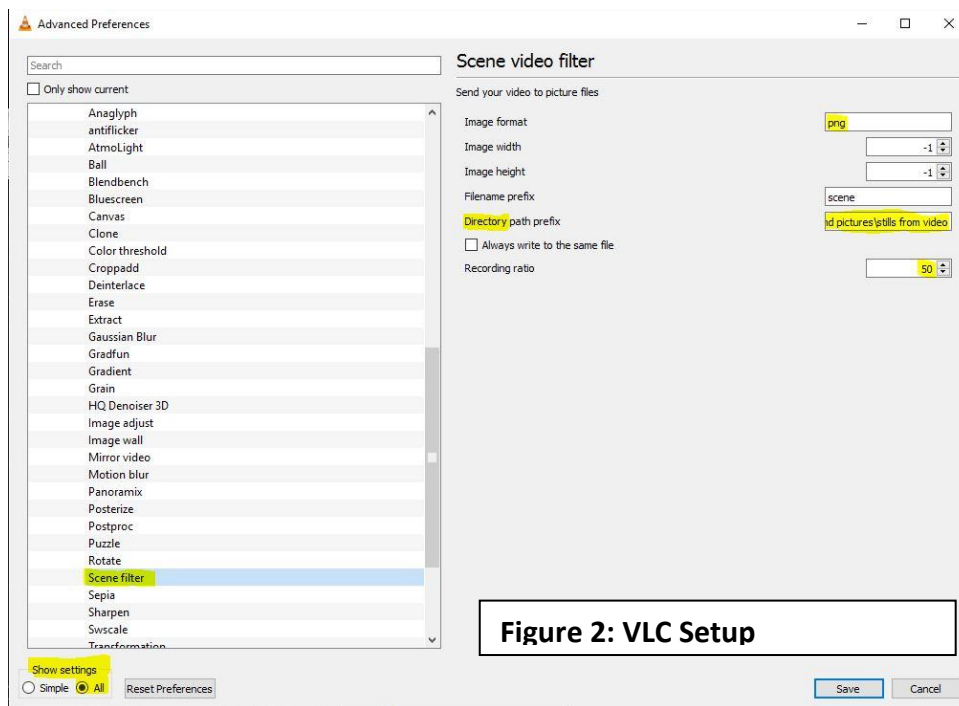 Advanced Preferences
Search
Only show current
Anaglyph
antiflicker
AtmoLight
Ball
Blendbench
Bluescreen
Canvas
Clone
Color threshold
Croppadd
Deinterlace
Erase
Extract
Gaussian Blur
Gradfun
Gradient
Grain
HQ Denoiser 3D
Image adjust
Image wall
Mirror video
Motion blur
Panoramix
Posterize
Postproc
Puzzle
Rotate
Scene filter
Sepia
Sharpen
Swscale
Transformation
Show settings
Simple All Reset Preferences
Scene video filter
Send your video to picture files
Image format png
Image width -1
Image height -1
Filename prefix scene
Directory path prefix nd pictures\stills from video
Always write to the same file
Recording ratio 50
Figure 2: VLC Setup
Save Cancel